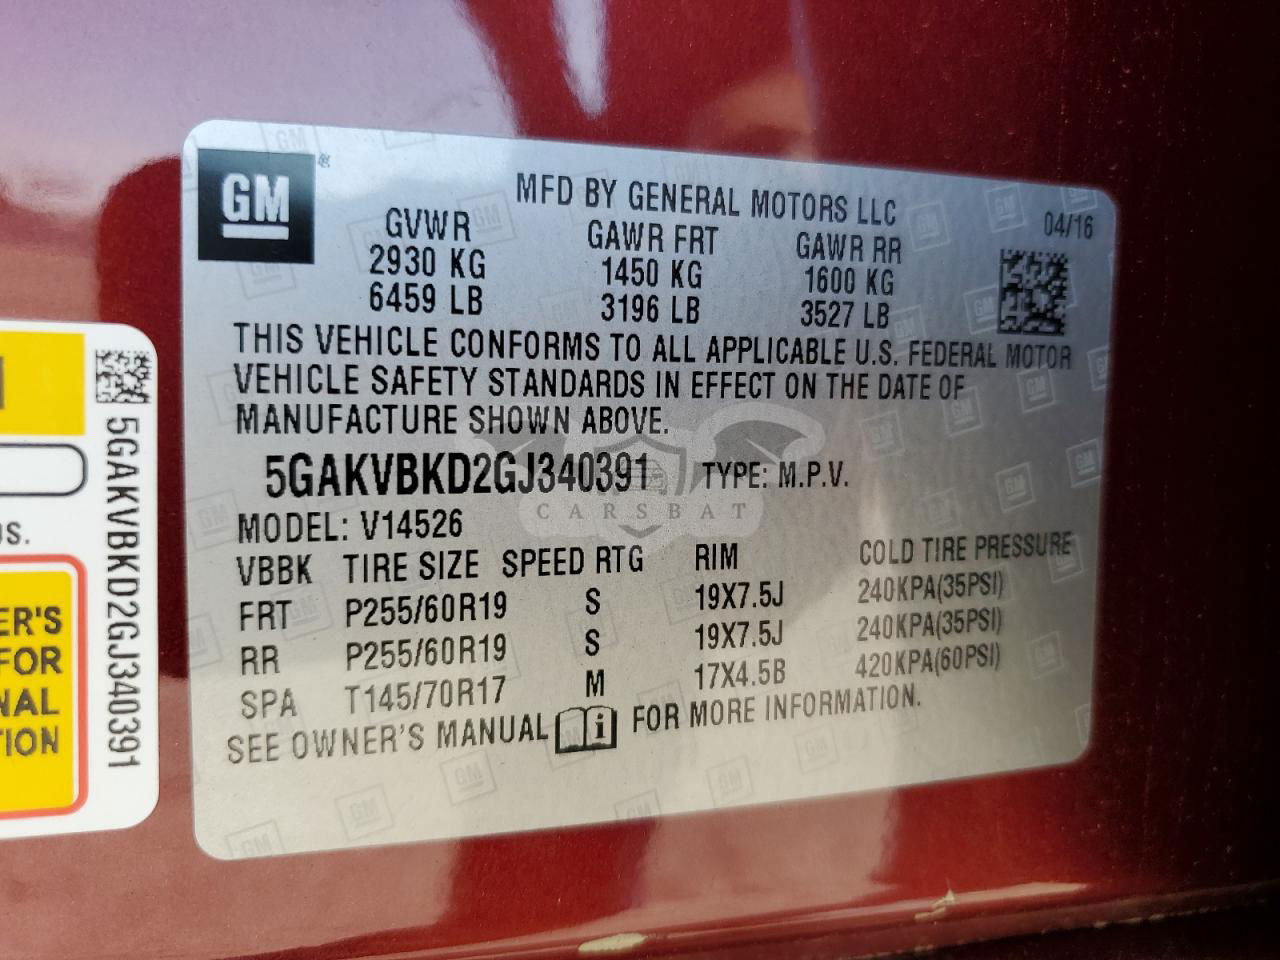 GM
MFD BY GENERAL MOTORS LLC
04/16
GVWR GAWR FRT GAWR RR
2930 KG 1450 KG 1600 KG
6459 LB 3196 LB 3527 LB
THIS VEHICLE CONFORMS TO ALL APPLICABLE U.S. FEDERAL MOTOR
VEHICLE SAFETY STANDARDS IN EFFECT ON THE DATE OF
MANUFACTURE SHOWN ABOVE.
5GAKVBKD2GJ340391 TYPE: M.P.V.
CARSBAT
MODEL: V14526
VBBK TIRE SIZE SPEED RTG RIM COLD TIRE PRESSURE
FRT P255/60R19 S 19X7.5J 240KPA(35PSI)
RR P255/60R19 S 19X7.5J 240KPA(35PSI)
SPA T145/70R17 M 17X4.5B 420KPA(60PSI)
SEE OWNER'S MANUAL i FOR MORE INFORMATION.
5GAKVBKD2GJ340391
ER'S
FOR
NAL
TION